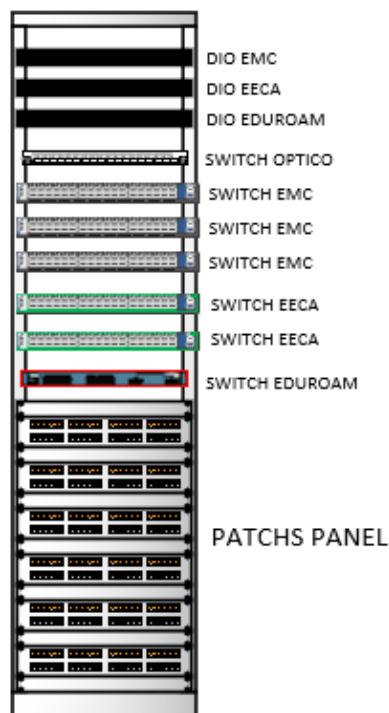 DIO EMC
DIO EECA
DIO EDUROAM
SWITCH OPTICO
SWITCH EMC
SWITCH EMC
SWITCH EMC
SWITCH EECA
SWITCH EECA
SWITCH EDUROAM
PATCHS PANEL